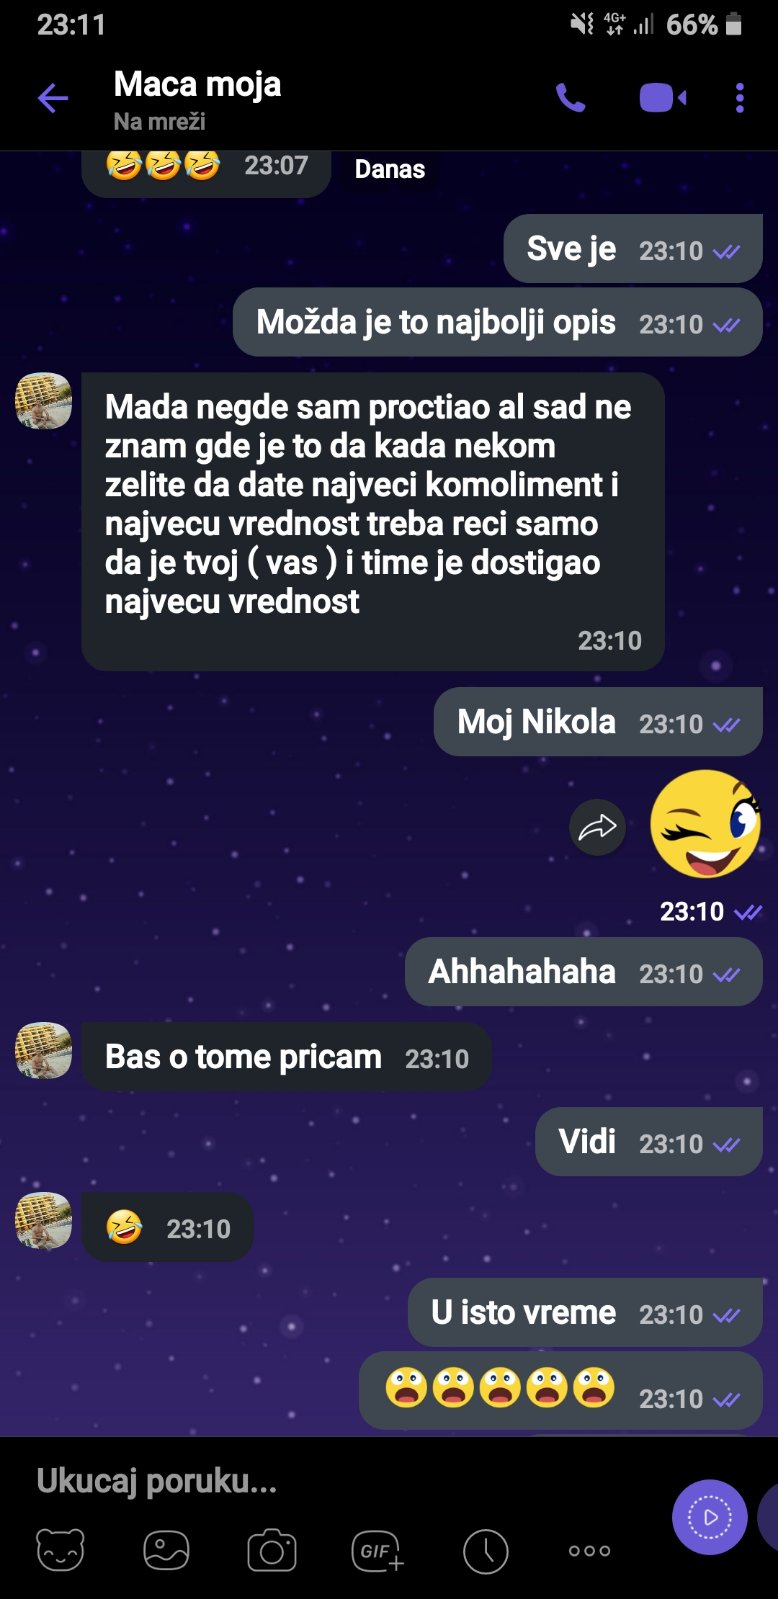 23:11
4G+
66%
Maca moja
Na mreži
🤣🤣🤣 23:07
Danas
Sve je 23:10
Možda je to najbolji opis 23:10
Mada negde sam proctiao al sad ne
znam gde je to da kada nekom
zelite da date najveci komoliment i
najvecu vrednost treba reci samo
da je tvoj ( vas ) i time je dostigao
najvecu vrednost
23:10
Moj Nikola 23:10
23:10
Ahhahahaha 23:10
Bas o tome pricam 23:10
Vidi 23:10
🤣 23:10
U isto vreme 23:10
😱😱😱😱😱 23:10
Ukucaj poruku...
GIF